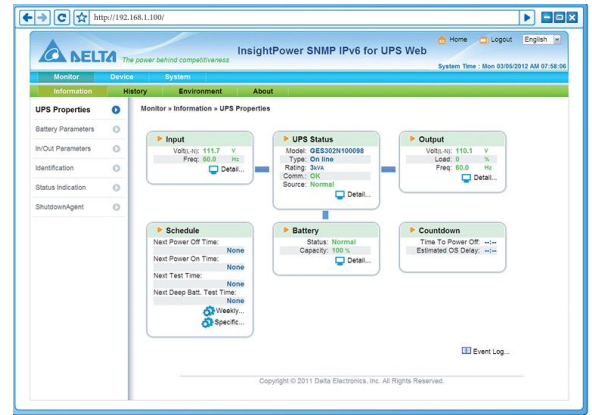 http://192.168.1.100/
Home Logout English
DELTA The power behind competitiveness
InsightPower SNMP IPv6 for UPS Web
System Time : Mon 03/05/2012 AM 07:58:06
Monitor Device System
Information History Environment About
UPS Properties
Battery Parameters
In/Out Parameters
Identification
Status Indication
ShutdownAgent
Monitor » Information » UPS Properties
Input
Volt(L-N): 111.7 V
Freq: 60.0 Hz
Detail...
UPS Status
Model: GES302N100098
Type: On line
Rating: 3kVA
Comm.: OK
Source: Normal
Detail...
Output
Volt(L-N): 110.1 V
Load: 0 %
Freq: 60.0 Hz
Detail...
Schedule
Next Power Off Time:
None
Next Power On Time:
None
Next Test Time:
None
Next Deep Batt. Test Time:
None
Weekly...
Specific...
Battery
Status: Normal
Capacity: 100 %
Detail...
Countdown
Time To Power Off: --:--
Estimated OS Delay: --:--
Event Log...
Copyright © 2011 Delta Electronics, Inc. All Rights Reserved.